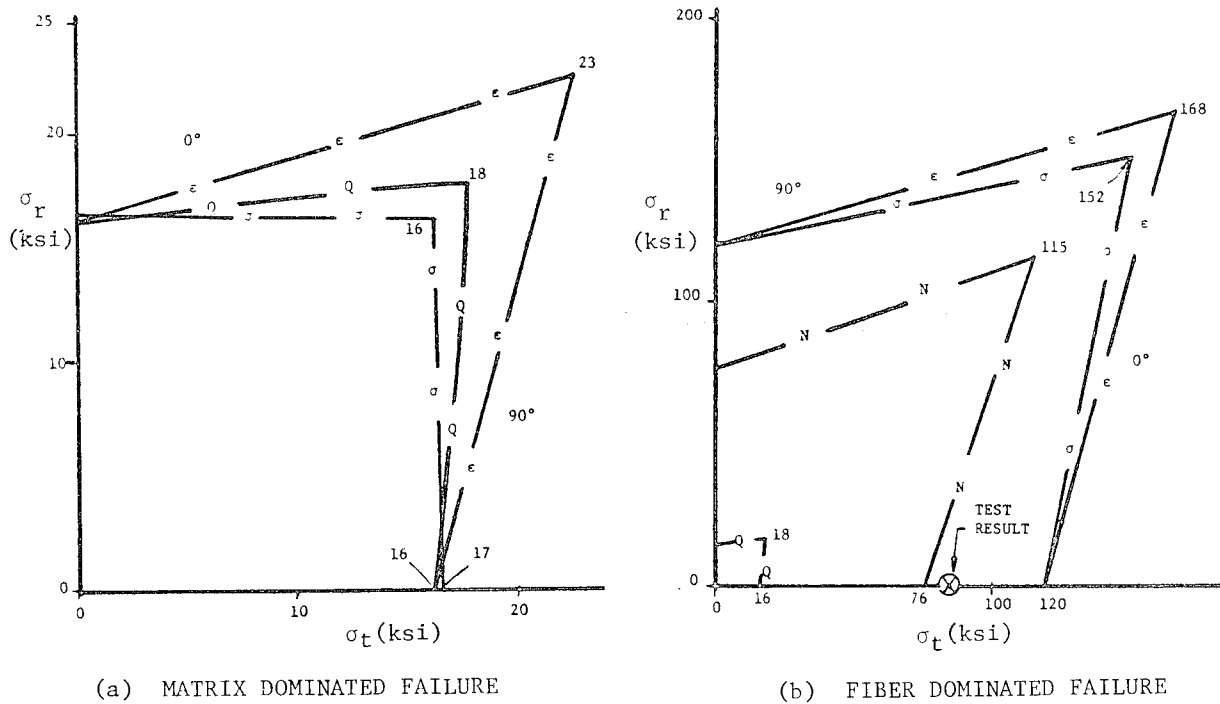 25
23
20
0°
ε
ε
ε
σr
(ksi)
Q
Q
18
σ
σ
16
ε
σ
Q
ε
10
σ
Q
90°
ε
16
17
0
0
10
20
σt(ksi)
(a) MATRIX DOMINATED FAILURE
200
168
90°
ε
ε
σ
σ
152
ε
σr
(ksi)
115
σ
N
N
100
N
ε
0°
σ
N
TEST
RESULT
Q
18
Q
0
0
16
76
100
120
σt(ksi)
(b) FIBER DOMINATED FAILURE